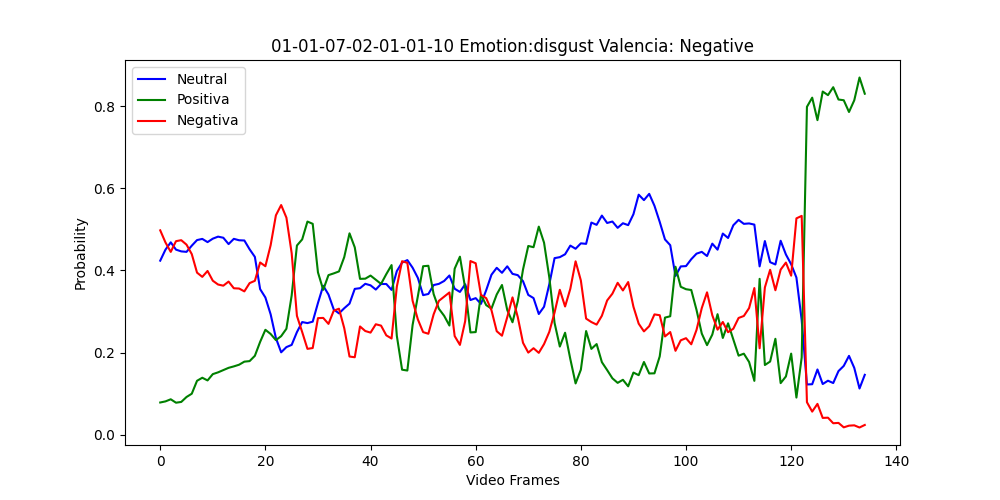 01-01-07-02-01-01-10 Emotion:disgust Valencia: Negative
Neutral
Positiva
Negativa
Probability
0.8
0.6
0.4
0.2
0.0
0 20 40 60 80 100 120 140
Video Frames